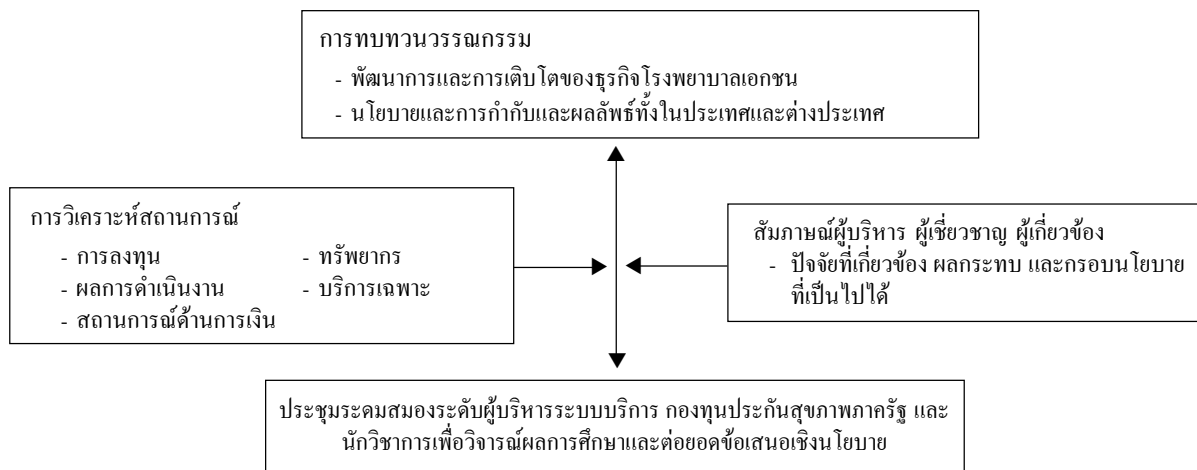 การทบทวนวรรณกรรม
- พัฒนาการและการเติบโตของธุรกิจโรงพยาบาลเอกชน
- นโยบายและการกำกับและผลลัพธ์ทั้งในประเทศและต่างประเทศ
การวิเคราะห์สถานการณ์
- การลงทุน - ทรัพยากร
- ผลการดำเนินงาน - บริการเฉพาะ
- สถานการณ์ด้านการเงิน
สัมภาษณ์ผู้บริหาร ผู้เชี่ยวชาญ ผู้เกี่ยวข้อง
- ปัจจัยที่เกี่ยวข้อง ผลกระทบ และกรอบนโยบาย
ที่เป็นไปได้
ประชุมระดมสมองระดับผู้บริหารระบบบริการ กองทุนประกันสุขภาพภาครัฐ และ
นักวิชาการเพื่อวิจารณ์ผลการศึกษาและต่อยอดข้อเสนอเชิงนโยบาย